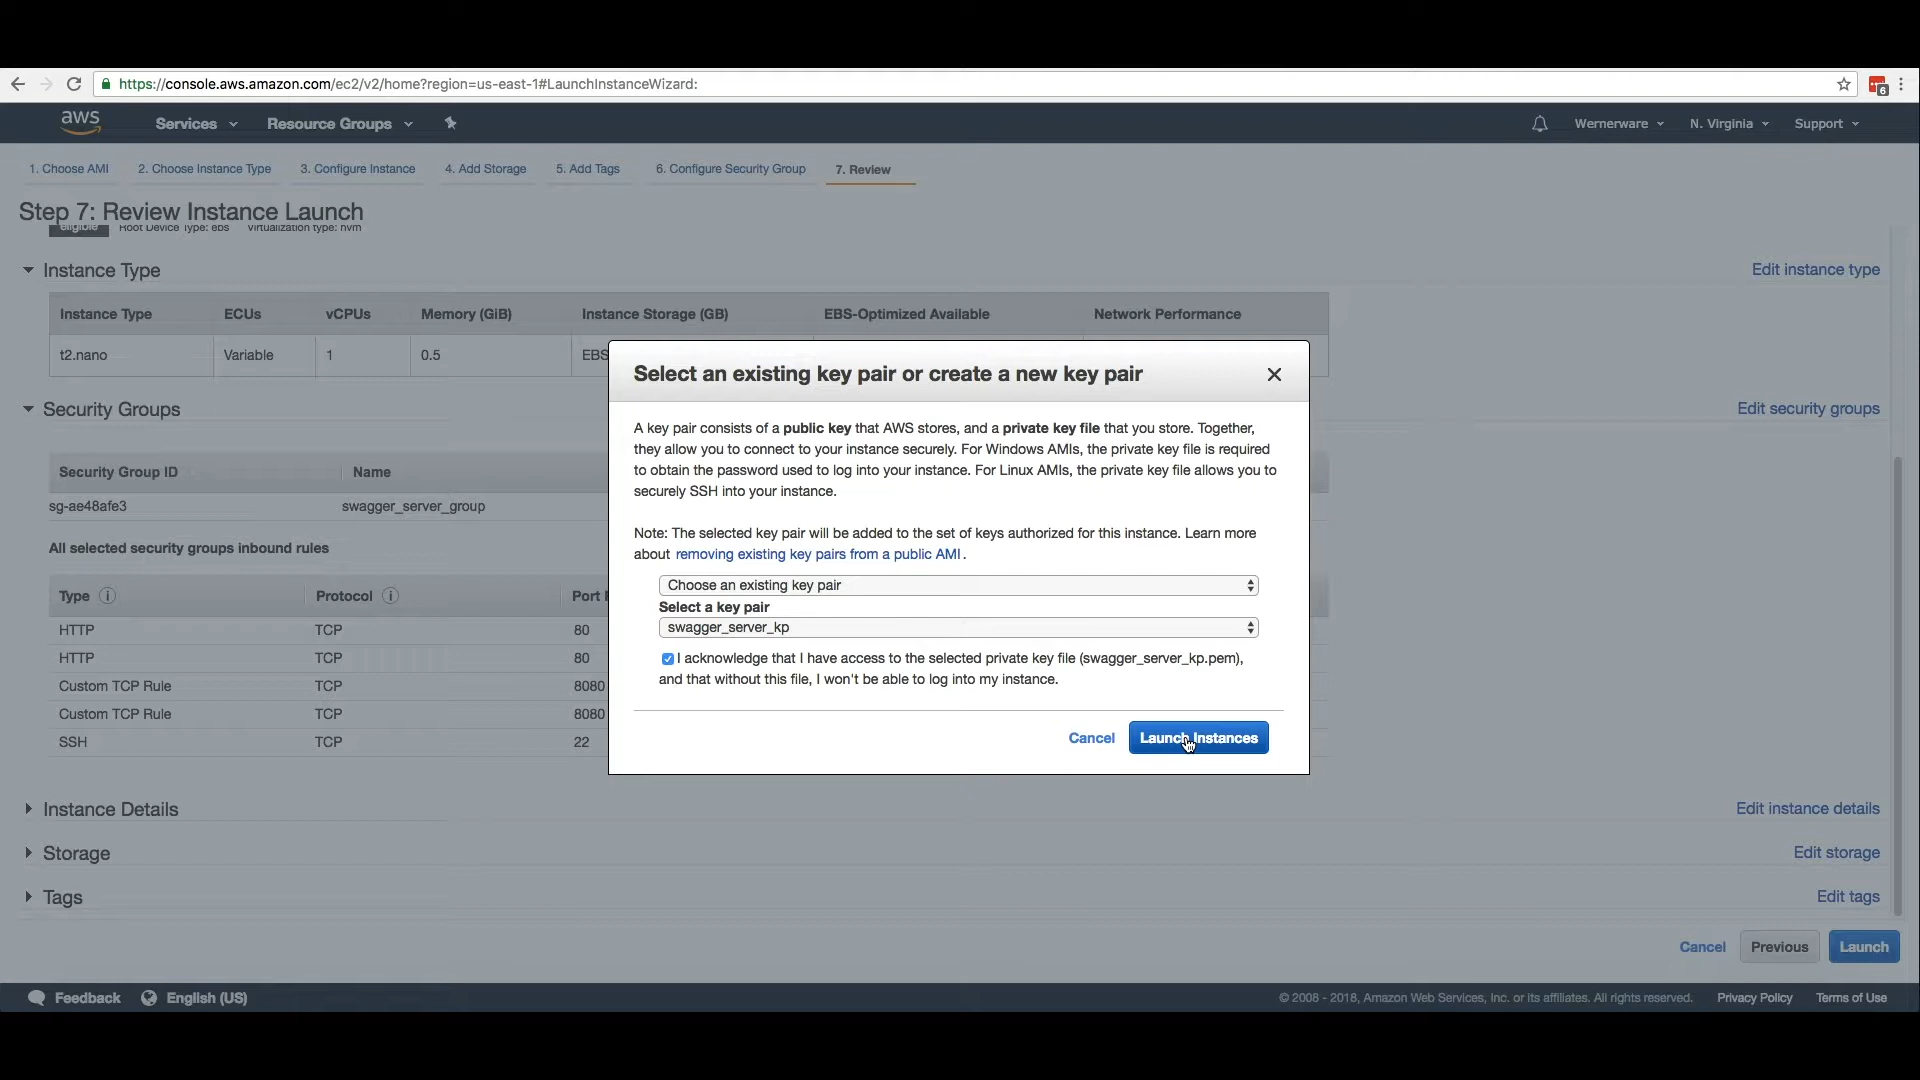 https://console.aws.amazon.com/ec2/v2/home?region=us-east-1#LaunchInstanceWizard:
6
aws
Services
Resource Groups
Wernerware
N. Virginia
Support
1. Choose AMI
2. Choose Instance Type
3. Configure Instance
4. Add Storage
5. Add Tags
6. Configure Security Group
7. Review
Step 7: Review Instance Launch
eligible
Root Device Type: ebs
Virtualization type: hvm
Instance Type
Edit instance type
Instance Type ECUs vCPUs Memory (GiB) Instance Storage (GB) EBS-Optimized Available Network Performance
t2.nano Variable 1 0.5 EBS
Security Groups
Edit security groups
Security Group ID Name
sg-ae48afe3 swagger_server_group
All selected security groups inbound rules
Type Protocol Port
HTTP TCP 80
HTTP TCP 80
Custom TCP Rule TCP 8080
Custom TCP Rule TCP 8080
SSH TCP 22
Select an existing key pair or create a new key pair
A key pair consists of a public key that AWS stores, and a private key file that you store. Together,
they allow you to connect to your instance securely. For Windows AMIs, the private key file is required
to obtain the password used to log into your instance. For Linux AMIs, the private key file allows you to
securely SSH into your instance.
Note: The selected key pair will be added to the set of keys authorized for this instance. Learn more
about removing existing key pairs from a public AMI.
Choose an existing key pair
Select a key pair
swagger_server_kp
I acknowledge that I have access to the selected private key file (swagger_server_kp.pem),
and that without this file, I won't be able to log into my instance.
Cancel
Launch Instances
Instance Details
Edit instance details
Storage
Edit storage
Tags
Edit tags
Cancel
Previous
Launch
Feedback
English (US)
© 2008 - 2018, Amazon Web Services, Inc. or its affiliates. All rights reserved.
Privacy Policy
Terms of Use